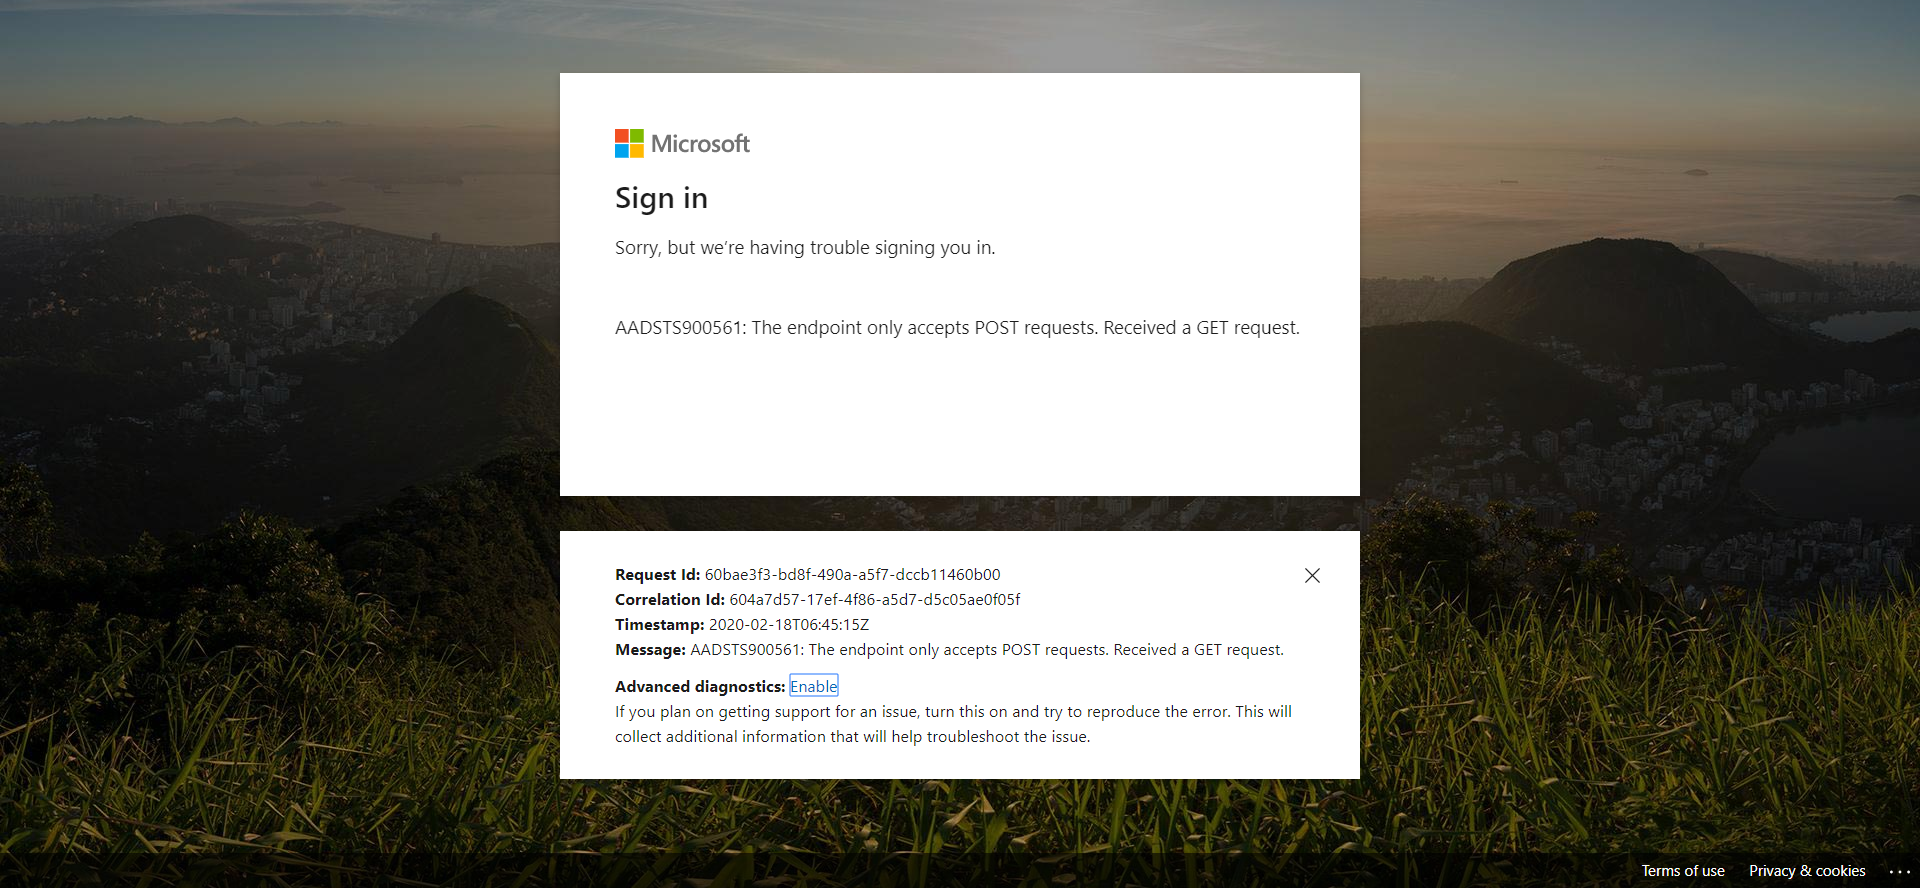 Microsoft
Sign in
Sorry, but we’re having trouble signing you in.
AADSTS900561: The endpoint only accepts POST requests. Received a GET request.
Request Id: 60bae3f3-bd8f-490a-a5f7-dccb11460b00
Correlation Id: 604a7d57-17ef-4f86-a5d7-d5c05ae0f05f
Timestamp: 2020-02-18T06:45:15Z
Message: AADSTS900561: The endpoint only accepts POST requests. Received a GET request.
Advanced diagnostics: Enable
If you plan on getting support for an issue, turn this on and try to reproduce the error. This will
collect additional information that will help troubleshoot the issue.
Terms of use Privacy & cookies ...